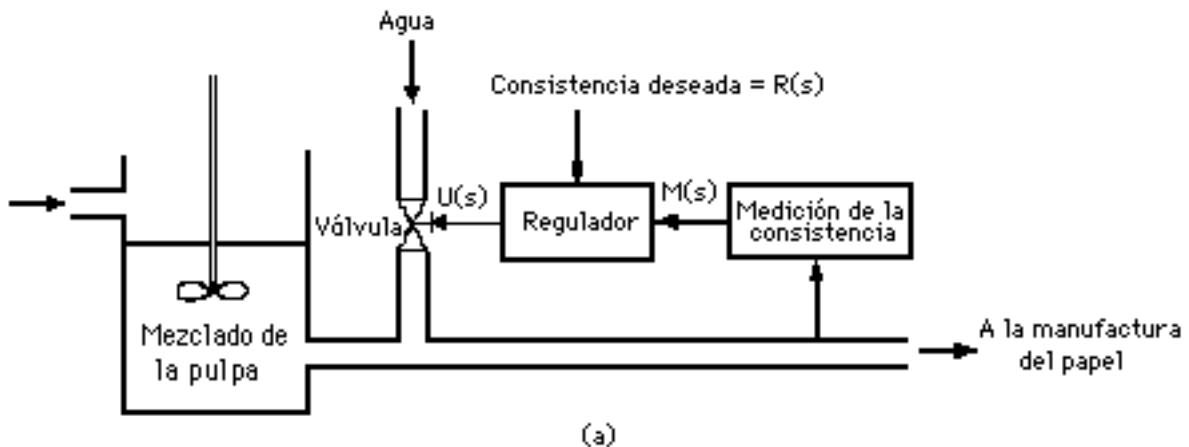 Agua
Consistencia deseada = R(s)
U(s)
M(s)
Válvula
Regulador
Medición de la
consistencia
Mezclado de
la pulpa
A la manufactura
del papel
(a)